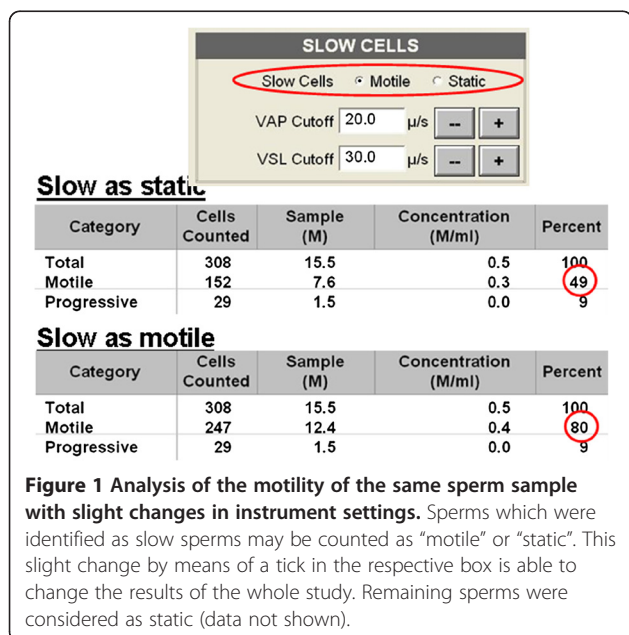 SLOW CELLS
Slow Cells Motile Static
VAP Cutoff 20.0 µ/s -- +
VSL Cutoff 30.0 µ/s -- +
Slow as static
Category Cells Counted Sample (M) Concentration (M/ml) Percent
Total 308 15.5 0.5 100
Motile 152 7.6 0.3 49
Progressive 29 1.5 0.0 9
Slow as motile
Category Cells Counted Sample (M) Concentration (M/ml) Percent
Total 308 15.5 0.5 100
Motile 247 12.4 0.4 80
Progressive 29 1.5 0.0 9
Figure 1 Analysis of the motility of the same sperm sample
with slight changes in instrument settings. Sperms which were
identified as slow sperms may be counted as “motile” or “static”. This
slight change by means of a tick in the respective box is able to
change the results of the whole study. Remaining sperms were
considered as static (data not shown).